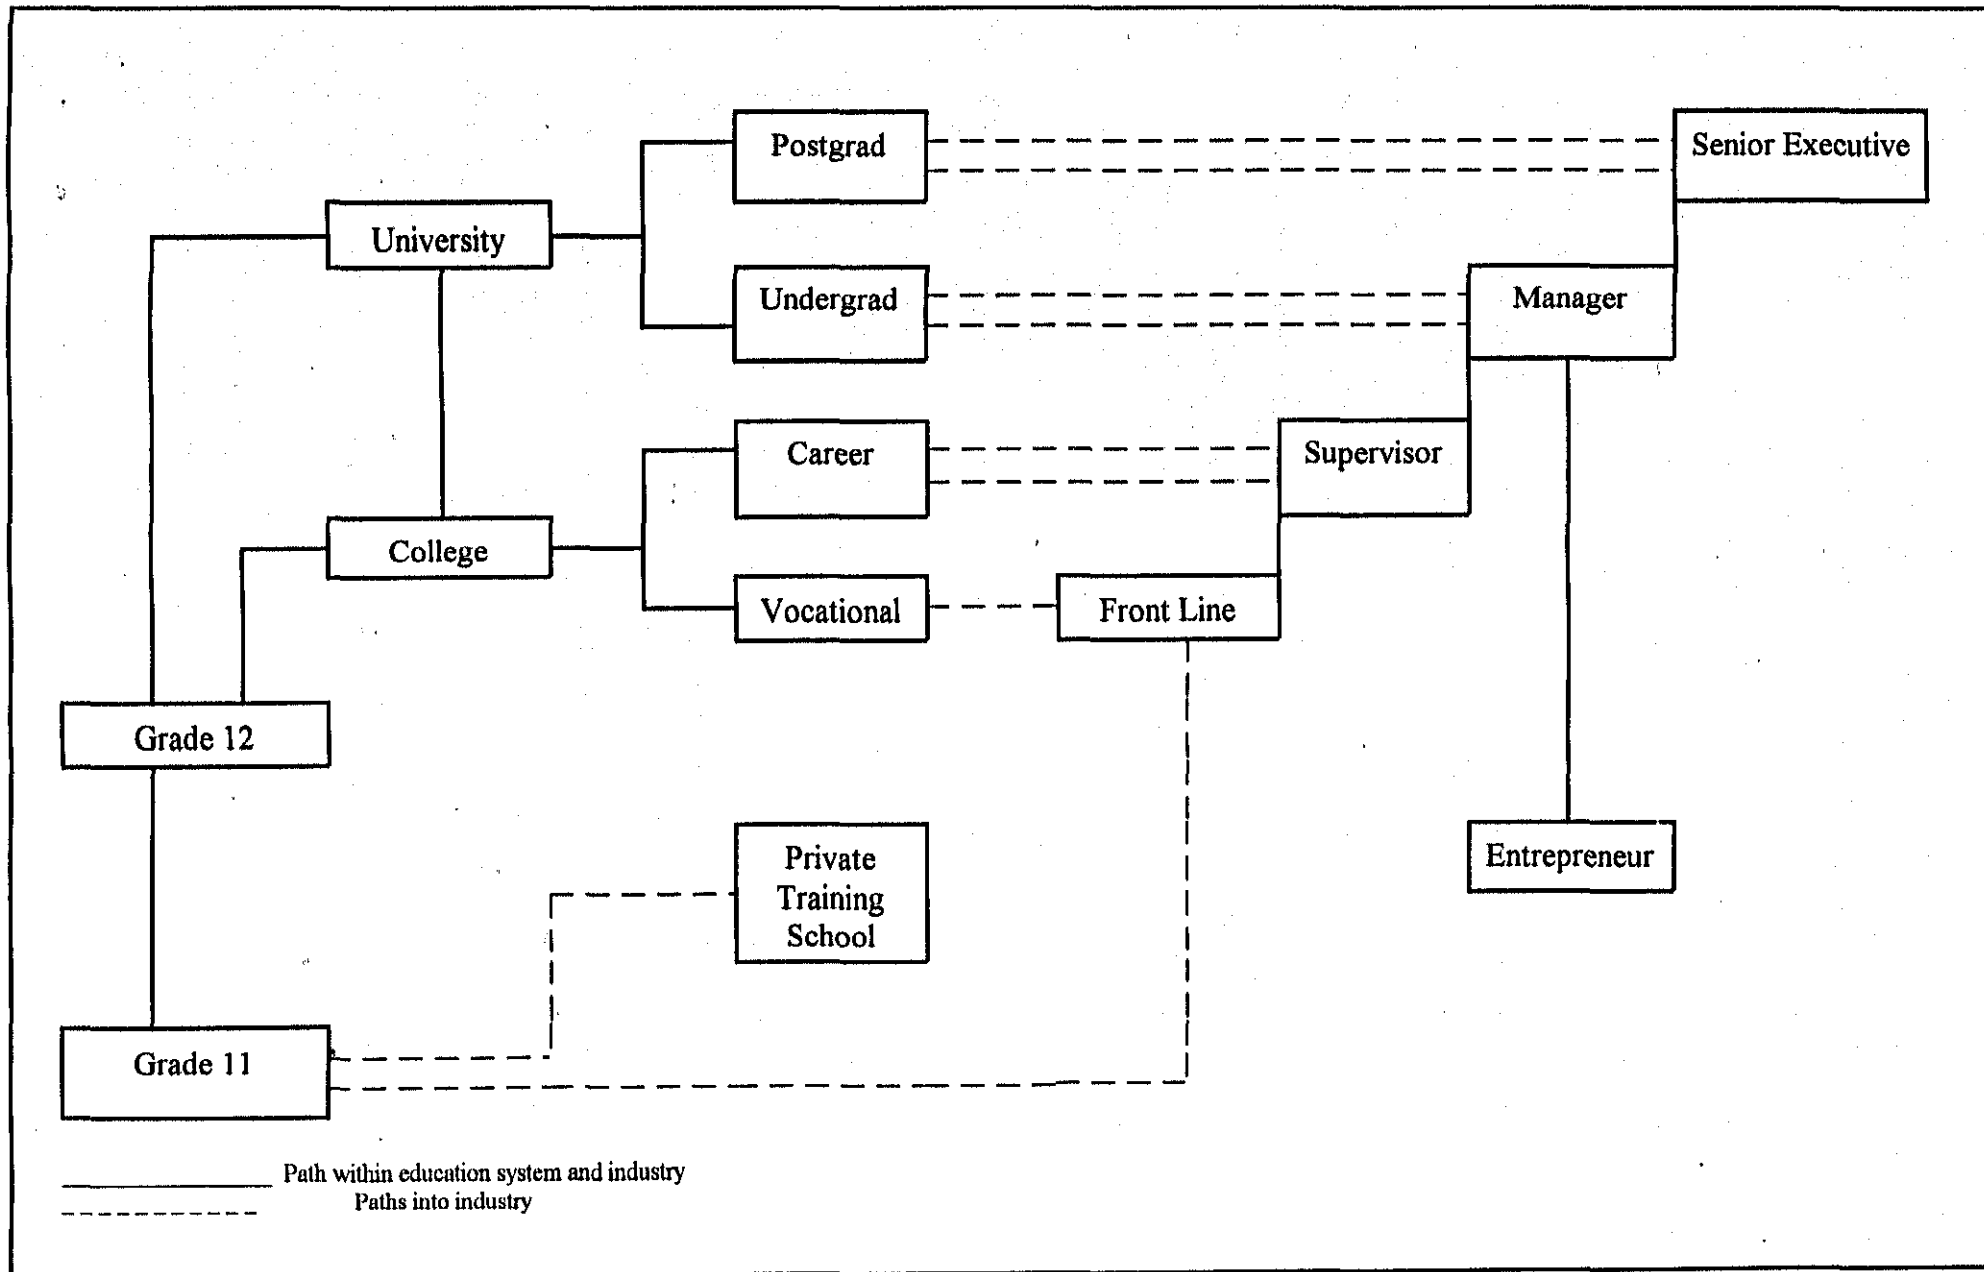 Postgrad
Senior Executive
University
Undergrad
Manager
Career
Supervisor
College
Vocational
Front Line
Grade 12
Private
Training
School
Entrepreneur
Grade 11
Path within education system and industry
Paths into industry